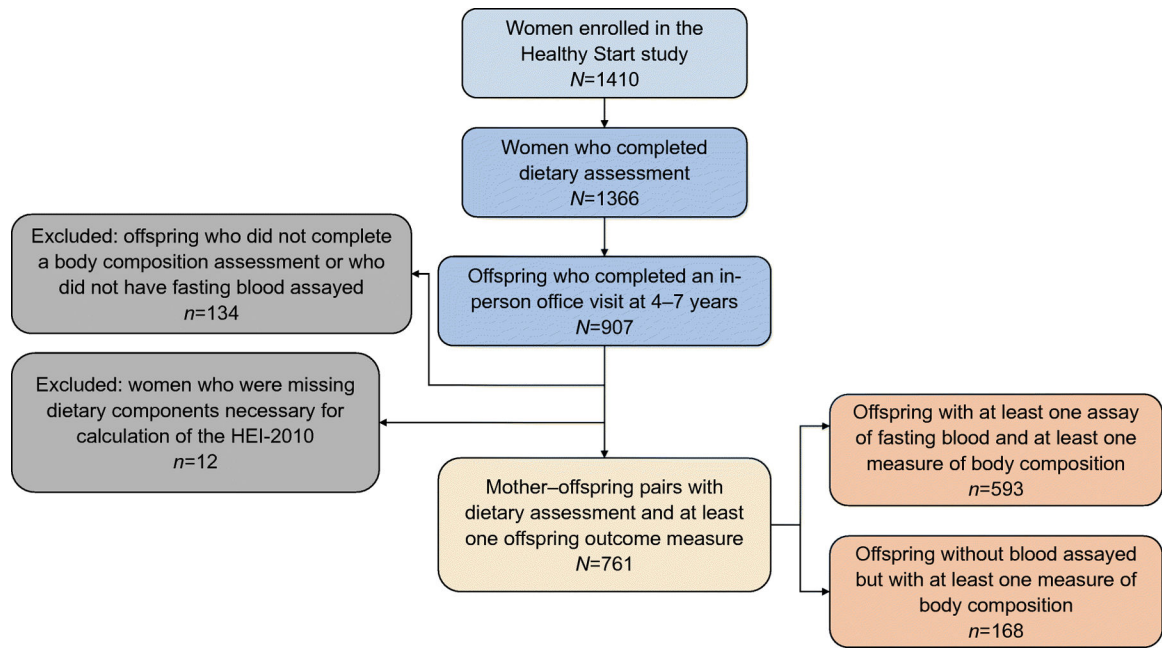 Women enrolled in the
Healthy Start study
N=1410
Women who completed
dietary assessment
N=1366
Excluded: offspring who did not complete
a body composition assessment or who
did not have fasting blood assayed
n=134
Offspring who completed an in-
person office visit at 4–7 years
N=907
Excluded: women who were missing
dietary components necessary for
calculation of the HEI-2010
n=12
Mother–offspring pairs with
dietary assessment and at least
one offspring outcome measure
N=761
Offspring with at least one assay
of fasting blood and at least one
measure of body composition
n=593
Offspring without blood assayed
but with at least one measure of
body composition
n=168